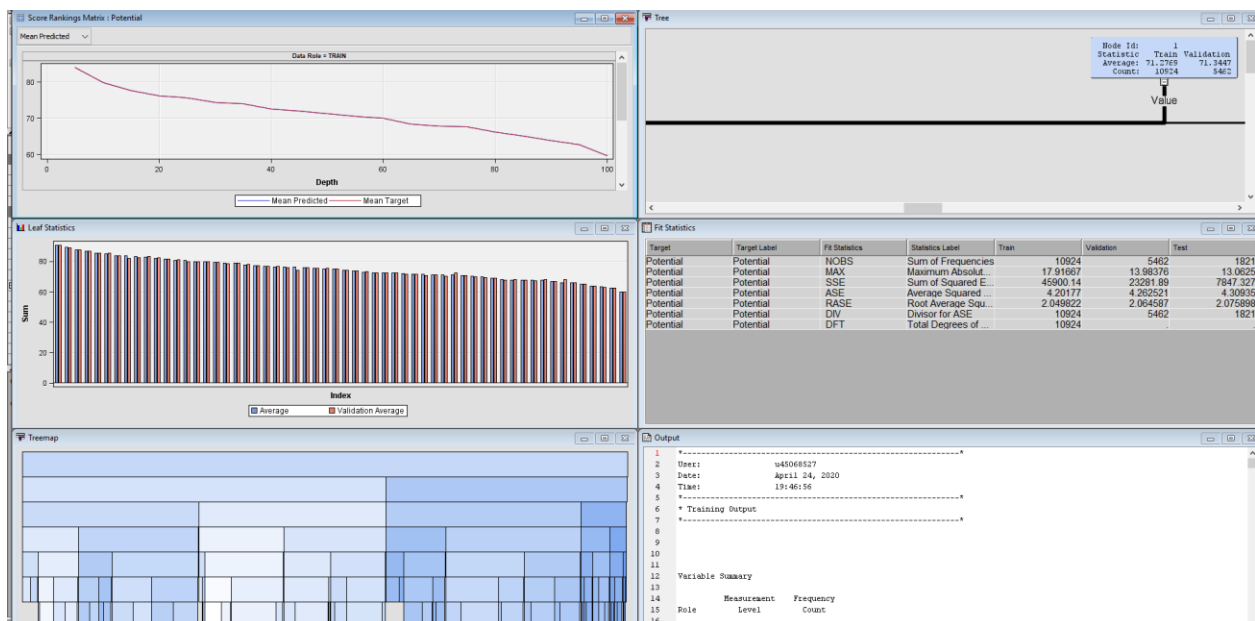 Score Rankings Matrix : Potential
Mean Predicted
Data Role = TRAIN
80
70
60
0 20 40 60 80 100
Depth
Mean Predicted Mean Target
Tree
Node Id: 1
Statistic Train Validation
Average: 71.2769 71.3447
Count: 10924 5462
Value
Leaf Statistics
80
60
40
20
0
Sum
Index
Average Validation Average
Fit Statistics
Target Target Label Fit Statistics Statistics Label Train Validation Test
Potential Potential NOBS Sum of Frequencies 10924 5462 1821
Potential Potential MAX Maximum Absolut... 17.91667 13.98376 13.0625
Potential Potential SSE Sum of Squared E... 45900.14 23281.89 7847.327
Potential Potential ASE Average Squared ... 4.20177 4.262521 4.30935
Potential Potential RASE Root Average Squ... 2.049822 2.064587 2.075898
Potential Potential DIV Divisor for ASE 10924 5462 1821
Potential Potential DFT Total Degrees of ... 10924 . .
Treemap
Output
1 *------------------------------------------------------------*
2 User: u45068527
3 Date: April 24, 2020
4 Time: 19:46:56
5 *------------------------------------------------------------*
6 * Training Output
7 *------------------------------------------------------------*
8
9
10
11
12 Variable Summary
13
14 Measurement Frequency
15 Role Level Count
16